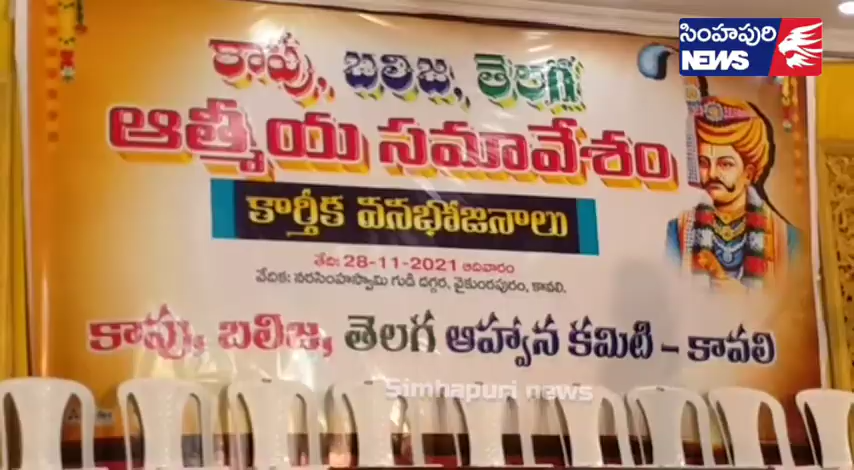 సింహపురి
NEWS
కాపు, బలిజ, తెలగ
ఆత్మీయ సమావేశం
కార్తీక వనభోజనాలు
తేది: 28-11-2021 ఆదివారం
వేదిక: నరసింహస్వామి గుడి దగ్గర, వైకుంఠపురం, కావలి.
కాపు, బలిజ, తెలగ ఆహ్వాన కమిటి - కావలి
Simhapuri news